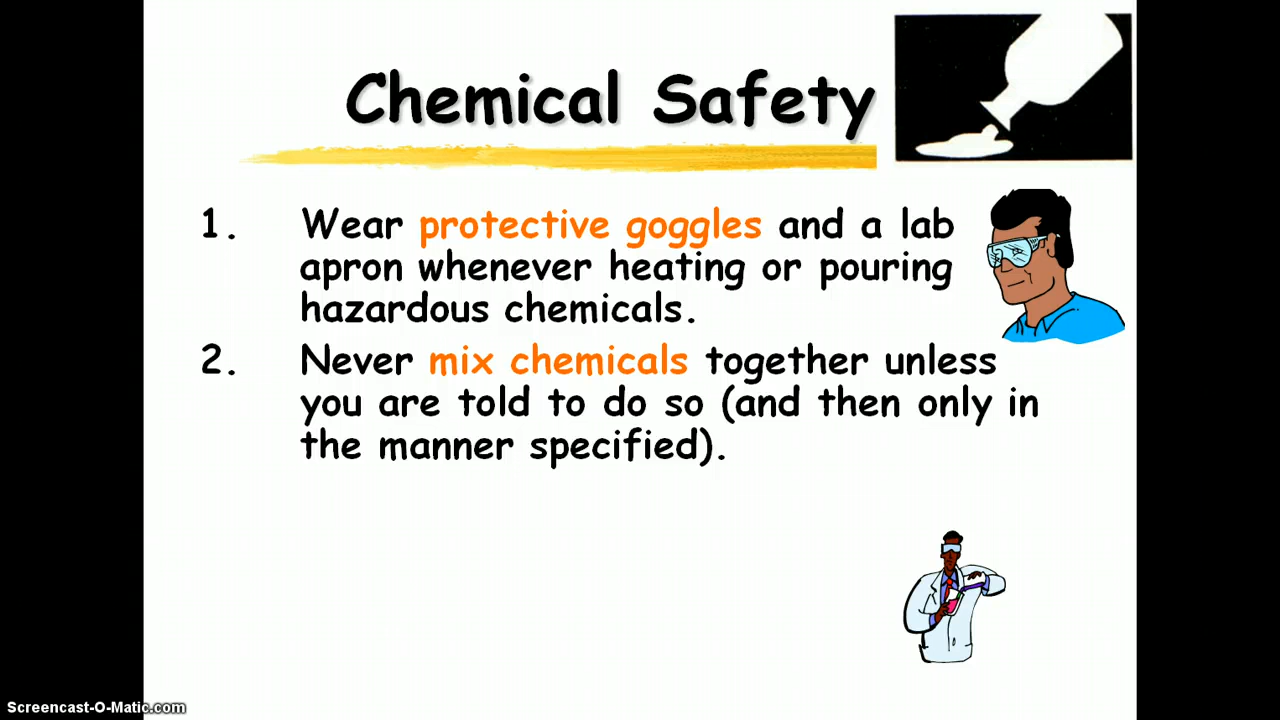 Chemical Safety
1. Wear protective goggles and a lab
apron whenever heating or pouring
hazardous chemicals.
2. Never mix chemicals together unless
you are told to do so (and then only in
the manner specified).
Screencast-O-Matic.com